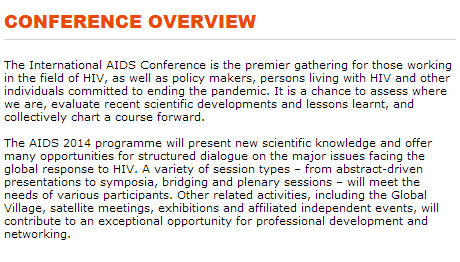 CONFERENCE OVERVIEW
The International AIDS Conference is the premier gathering for those working
in the field of HIV, as well as policy makers, persons living with HIV and other
individuals committed to ending the pandemic. It is a chance to assess where
we are, evaluate recent scientific developments and lessons learnt, and
collectively chart a course forward.
The AIDS 2014 programme will present new scientific knowledge and offer
many opportunities for structured dialogue on the major issues facing the
global response to HIV. A variety of session types – from abstract-driven
presentations to symposia, bridging and plenary sessions – will meet the
needs of various participants. Other related activities, including the Global
Village, satellite meetings, exhibitions and affiliated independent events, will
contribute to an exceptional opportunity for professional development and
networking.